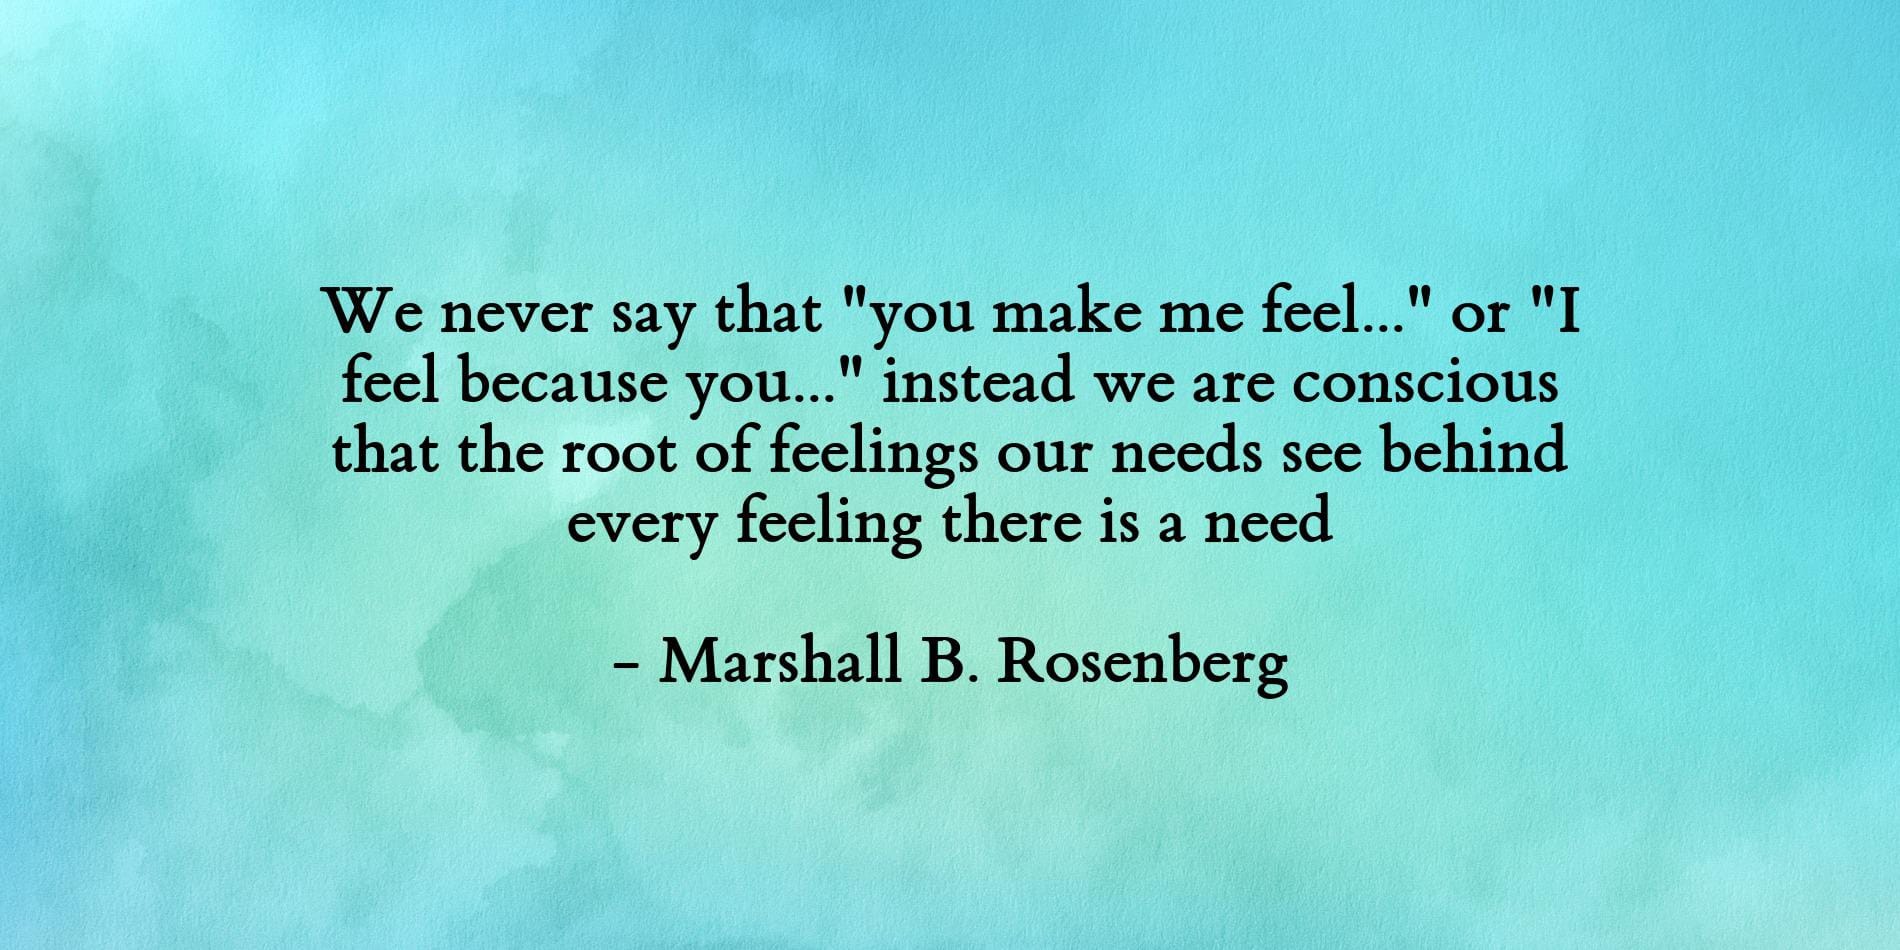 We never say that "you make me feel..." or "I
feel because you..." instead we are conscious
that the root of feelings our needs see behind
every feeling there is a need
- Marshall B. Rosenberg